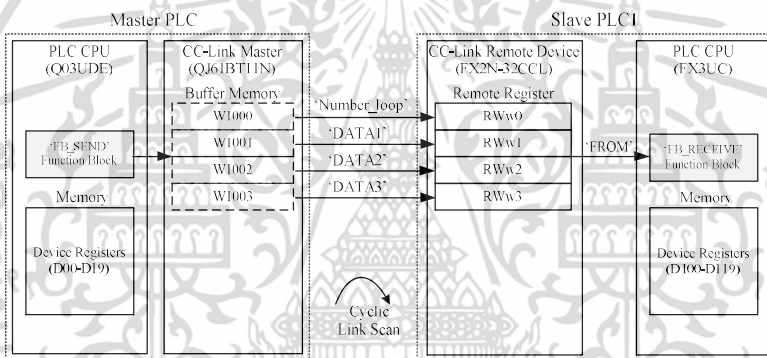 Master PLC
Slave PLC1
PLC CPU
(Q03UDE)
CC-Link Master
(QJ61BT11N)
CC-Link Remote Device
(FX2N-32CCL)
PLC CPU
(FX3UC)
Buffer Memory
Remote Register
W1000
W1001
W1002
W1003
'Number_loop'
'DATA1'
'DATA2'
'DATA3'
RWw0
RWw1
RWw2
RWw3
'FROM'
'FB_SEND'
Function Block
'FB_RECEIVE'
Function Block
Memory
Memory
Device Registers
(D00-D19)
Device Registers
(D100-D119)
Cyclic
Link Scan